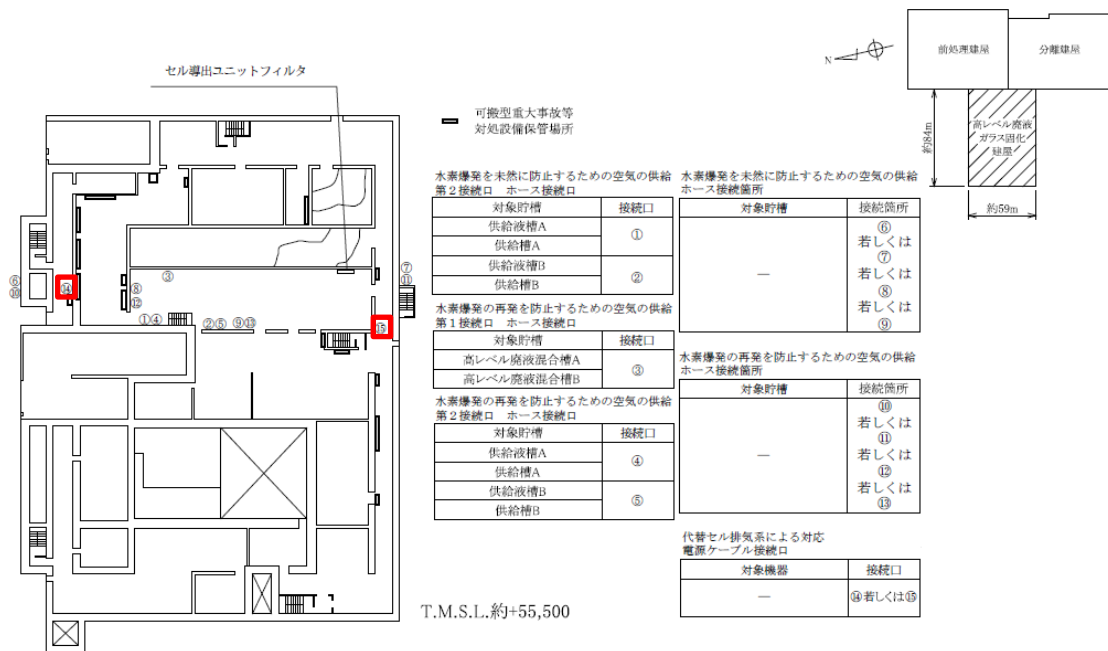 セル導出ユニットフィルタ
可搬型重大事故等
対処設備保管場所
N
前処理建屋
分離建屋
高レベル廃液
ガラス固化
建屋
約84m
約59m
⑥
⑩
⑭
③
⑧
⑫
①④
②⑤
⑨⑬
⑦
⑪
⑮
水素爆発を未然に防止するための空気の供給
第2接続口 ホース接続口
対象貯槽 接続口
供給液槽A
供給槽A
①
供給液槽B
供給槽B
②
水素爆発の再発を防止するための空気の供給
第1接続口 ホース接続口
対象貯槽 接続口
高レベル廃液混合槽A
高レベル廃液混合槽B
③
水素爆発の再発を防止するための空気の供給
第2接続口 ホース接続口
対象貯槽 接続口
供給液槽A
供給槽A
④
供給液槽B
供給槽B
⑤
水素爆発を未然に防止するための空気の供給
ホース接続箇所
対象貯槽 接続箇所
―
⑥
若しくは
⑦
若しくは
⑧
若しくは
⑨
水素爆発の再発を防止するための空気の供給
ホース接続箇所
対象貯槽 接続箇所
―
⑩
若しくは
⑪
若しくは
⑫
若しくは
⑬
代替セル排気系による対応
電源ケーブル接続口
対象機器 接続口
― ⑭若しくは⑮
T.M.S.L.約+55,500